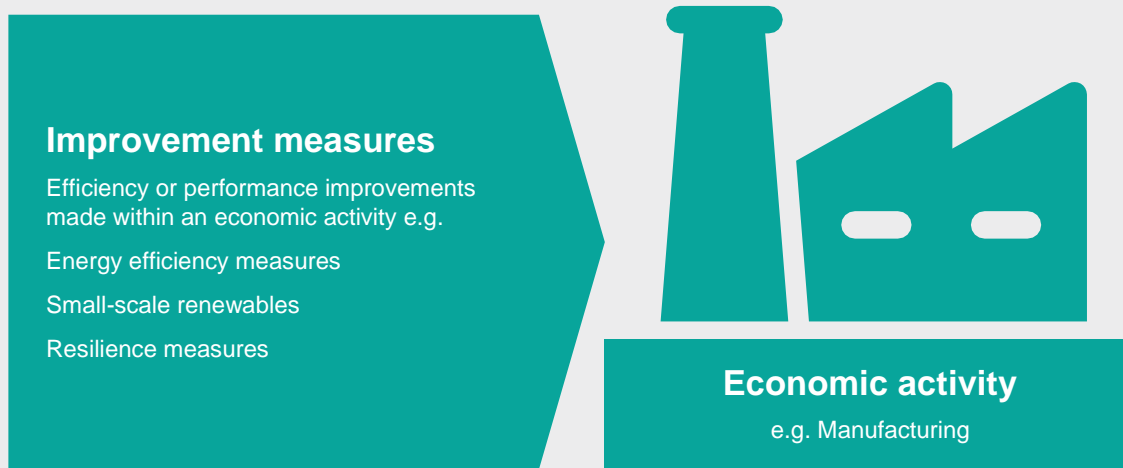 Improvement measures
Efficiency or performance improvements
made within an economic activity e.g.
Energy efficiency measures
Small-scale renewables
Resilience measures
Economic activity
e.g. Manufacturing